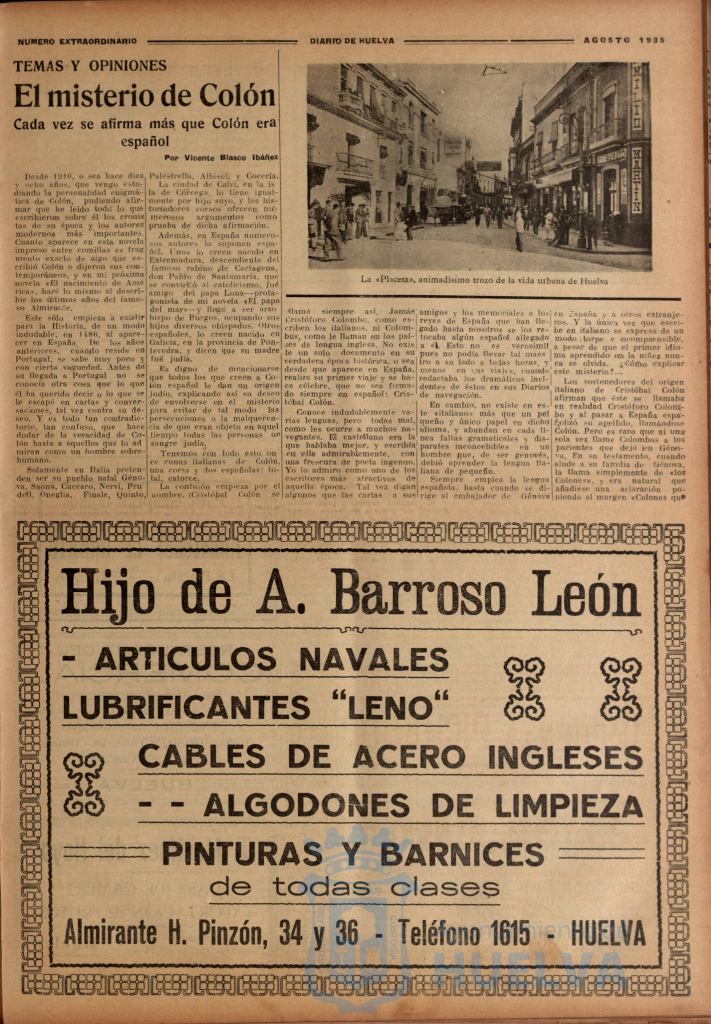 NUMERO EXTRAORDINARIO
DIARIO DE HUELVA
AGOSTO 1935
TEMAS Y OPINIONES
El misterio de Colón
Cada vez se afirma más que Colón era
español
Por Vicente Blasco Ibáñez
Desde 1910, o sea hace diez
y ocho años, que vengo estu-
diando la personalidad enigmá-
tica de Colón, pudiendo afir-
mar que he leído todo lo que
escribieron sobre él los cronis
tas de su época y los autores
modernos más importantes.
Cuanto aparece en esta novela
impreso entre comillas es frag
mento exacto de algo que es-
cribió Colón o dijeron sus con-
temporáneos, y en mi próxima
novela «El nacimiento de Amé
rica», haré lo mismo al descri-
bir los últimos años del famo-
so Almirante.
Este sólo empieza a existir
para la Historia, de un modo
indudable, en 1486, al apare-
cer en España. De los años
anteriores, cuando reside en
Portugal, se sabe muy poco y
con cierta vaguedad. Antes de
su llegada a Portugal no se
conocía otra cosa que lo que
él ha querido decir o lo que se
le escapó en cartas y conver-
saciones, tal vez contra su de-
seo. Y es todo tan contradic-
torio, tan confuso, que hace
dudar de la veracidad de Co-
lón hasta a aquellos que lo ad
miran como un hombre sobre-
humano.
Solamente en Italia preten-
den ser su pueblo natal Géno-
va, Saona, Cuccaro, Nervi, Pru
detl, Oneglia, Finale, Quinto,
Palestrella, Albisoli y Cocería.
La ciudad de Calvi, en la is
la de Córcega, lo tiene igual-
mente por hijo suyo, y los his-
toriadores corsos ofrecen nu-
merosos argumentos como
prueba de dicha afirmación.
Además, en España numero-
sos autores lo suponen espa-
ñol. Unos lo creen nacido en
Extremadura, descendiente del
famoso rabino de Cartagena,
don Pablo de Santamaría, que
se convirtió al catolicismo, fué
amigo del papa Luna—prota-
gonista de mi novela «El papa
del mar»—y llegó a ser arzo-
bispo de Burgos, ocupando sus
hijos diversos obispados. Otros
españoles, lo creen nacido en
Galicia, en la provincia de Pon-
tevedra, y dicen que su madre
fué judía.
Es digno de mencionarse
que todos los que creen a Co-
lón español le dan un origen
judío, explicando así su deseo
de envolverse en el misterio
para evitar de tal modo las
persecuciones o la malqueren-
cia de que eran objeto en aquel
tiempo todas las personas de
sangre judía.
Tenemos con todo esto on-
ce cunas italianas de Colón,
una corsa y dos españolas: to-
tal, catorce.
La confusión empieza por el
nombre. (Cristóbal Colón se
La «Placeta», animadísimo trozo de la vida urbana de Huelva
llamó siempre así. Jamás
Cristóforo Colombo, como es-
criben los italianos, ni Colum-
bus, como le llaman en los paí-
ses de lengua inglesa. No exis
te un solo documento en su
verdadera época histórica, o sea
desde que aparece en España,
realiza su primer viaje y se ha-
ce célebre, que no sea firma-
do siempre en español: Cris-
tóbal Colón.
Conoce indudablemente va-
rias lenguas, pero todas mal,
como les ocurre a muchos na-
vegantes. El castellano era la
que hablaba mejor, y escribía
en ella admirablemente, con
una frescura de poeta ingenuo.
Yo lo admiro como uno de los
escritores más atractivos de
aquella época. Tal vez digan
algunos que las cartas a sus
amigos y los memoriales a los
reyes de España que han lle-
gado hasta nosotros se los re-
tocaba algún español allegado
a él. Esto no es verosímil
pues no podía llevar tal maes-
tro a su lado a todas horas, y
menos en sus viajes, cuando
redactaba los dramáticos inci-
dentes de éstos en sus Diarios
de navegación.
En cambio, no existe en es-
te «italiano» más que un pe-
queño y único papel en dicho
idioma, y abundan en cada lí-
nea faltas gramaticales y dis-
parates inconcebibles en un
hombre que, de ser genovés,
debió aprender la lengua ita-
liana de pequeño.
Siempre emplea la lengua
española, hasta cuando se di-
rige al embajador de Génova
en España y a otros extranje-
ros. Y la única vez que escri-
be en italiano se expresa de un
modo torpe e incomprensible,
a pesar de que el primer idio-
ma aprendido en la niñez nun-
ca se olvida. ¿Cómo explicar
este misterio?...
Los sostenedores del origen
italiano de Cristóbal Colón
afirman que éste se llamaba
en realidad Cristóforo Colom-
bo y al pasar a España espa-
ñolizó su apellido, llamándose
Colón. Pero es raro que ni una
sola vez llame Colombos a los
parientes que dejó en Géno-
va. En su testamento, cuando
alude a su familia de Génova,
la llama simplemente de «los
Colones», y era natural que
añadiese una aclaración po-
niendo al margen «Colones que
MILIO
MARTIN
Hijo de A. Barroso León
- ARTICULOS NAVALES
LUBRIFICANTES "LENO"
CABLES DE ACERO INGLESES
- - ALGODONES DE LIMPIEZA
PINTURAS Y BARNICES
de todas clases
Almirante H. Pinzón, 34 y 36 - Teléfono 1615 - HUELVA
HUELVA